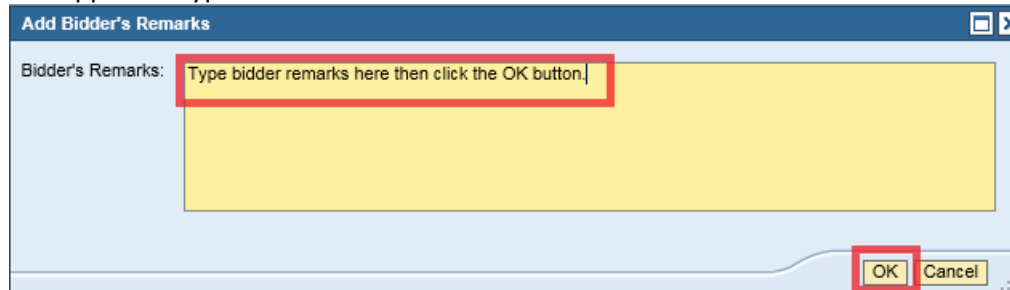 Add Bidder's Remarks
Bidder's Remarks: Type bidder remarks here then click the OK button.
OK Cancel